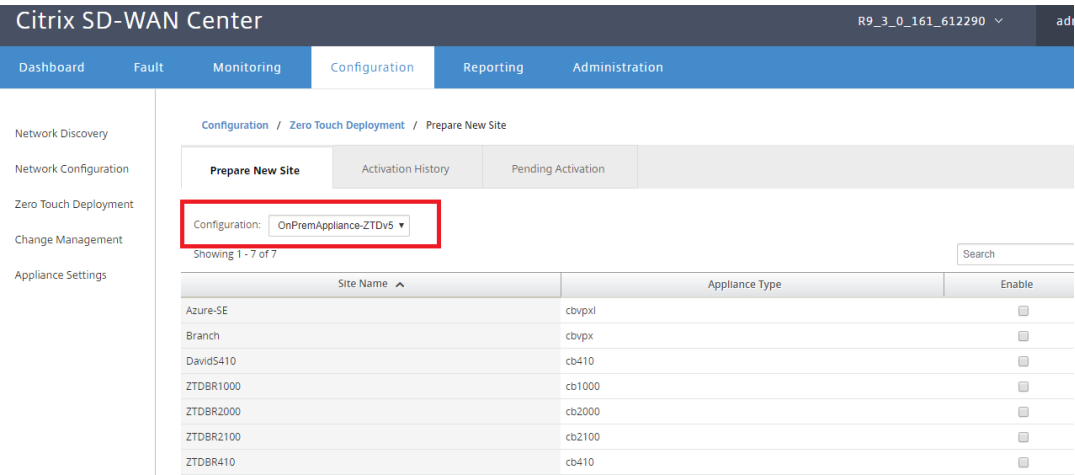 Citrix SD-WAN Center
R9_3_0_161_612290
Dashboard Fault Monitoring Configuration Reporting Administration
Network Discovery
Network Configuration
Zero Touch Deployment
Change Management
Appliance Settings
Configuration / Zero Touch Deployment / Prepare New Site
Prepare New Site Activation History Pending Activation
Configuration: OnPremAppliance-ZTDv5
Showing 1 - 7 of 7
Search
Site Name Appliance Type Enable
Azure-SE cbvpxl
Branch cbvpx
DavidS410 cb410
ZTDBR1000 cb1000
ZTDBR2000 cb2000
ZTDBR2100 cb2100
ZTDBR410 cb410